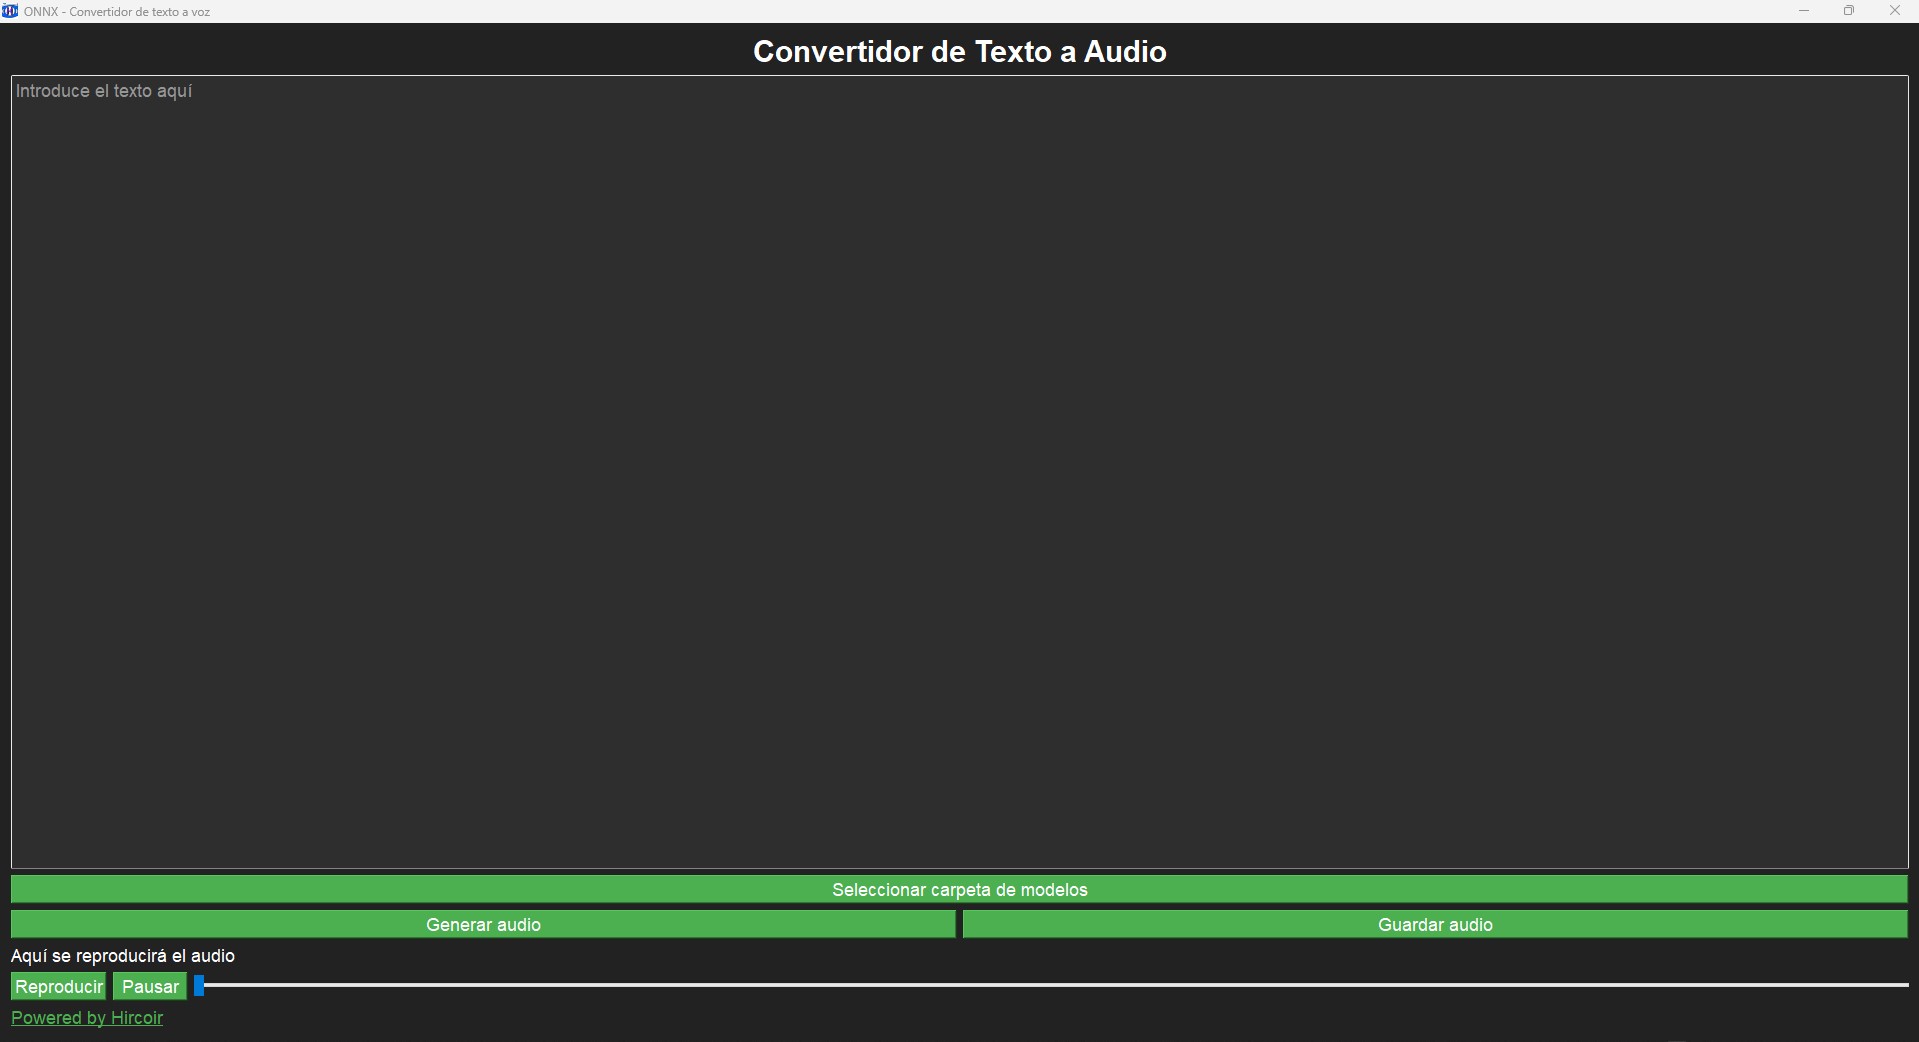 ONNX - Convertidor de texto a voz
Convertidor de Texto a Audio
Introduce el texto aquí
Seleccionar carpeta de modelos
Generar audio
Guardar audio
Aquí se reproducirá el audio
Reproducir
Pausar
Powered by Hircoir